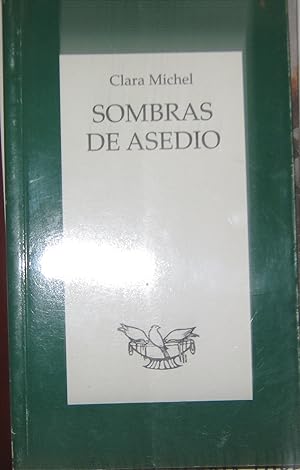 Clara Michel
SOMBRAS
DE ASEDIO